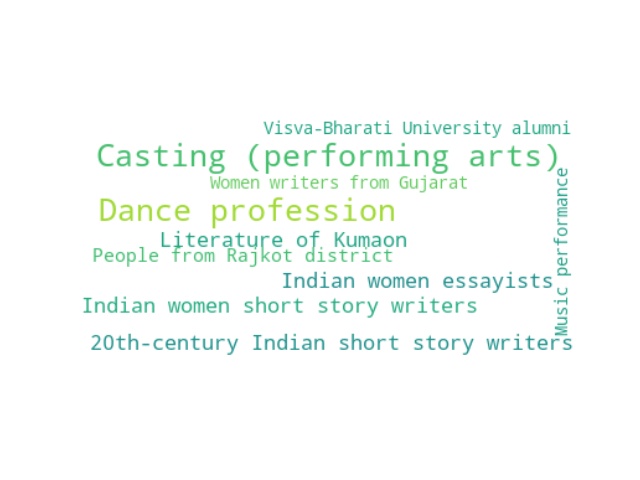 Visva-Bharati University alumni
Casting (performing arts)
Women writers from Gujarat
Dance profession
Literature of Kumaon
People from Rajkot district
Indian women essayists
Indian women short story writers
20th-century Indian short story writers
Music performance